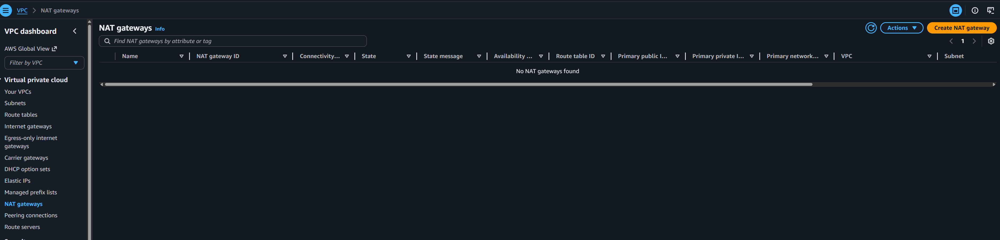 VPC > NAT gateways
VPC dashboard
AWS Global View
Filter by VPC
Virtual private cloud
Your VPCs
Subnets
Route tables
Internet gateways
Egress-only internet
gateways
Carrier gateways
DHCP option sets
Elastic IPs
Managed prefix lists
NAT gateways
Peering connections
Route servers
NAT gateways Info
Actions
Create NAT gateway
Find NAT gateways by attribute or tag
1
Name NAT gateway ID Connectivity... State State message Availability ... Route table ID Primary public I... Primary private I... Primary network... VPC Subnet
No NAT gateways found